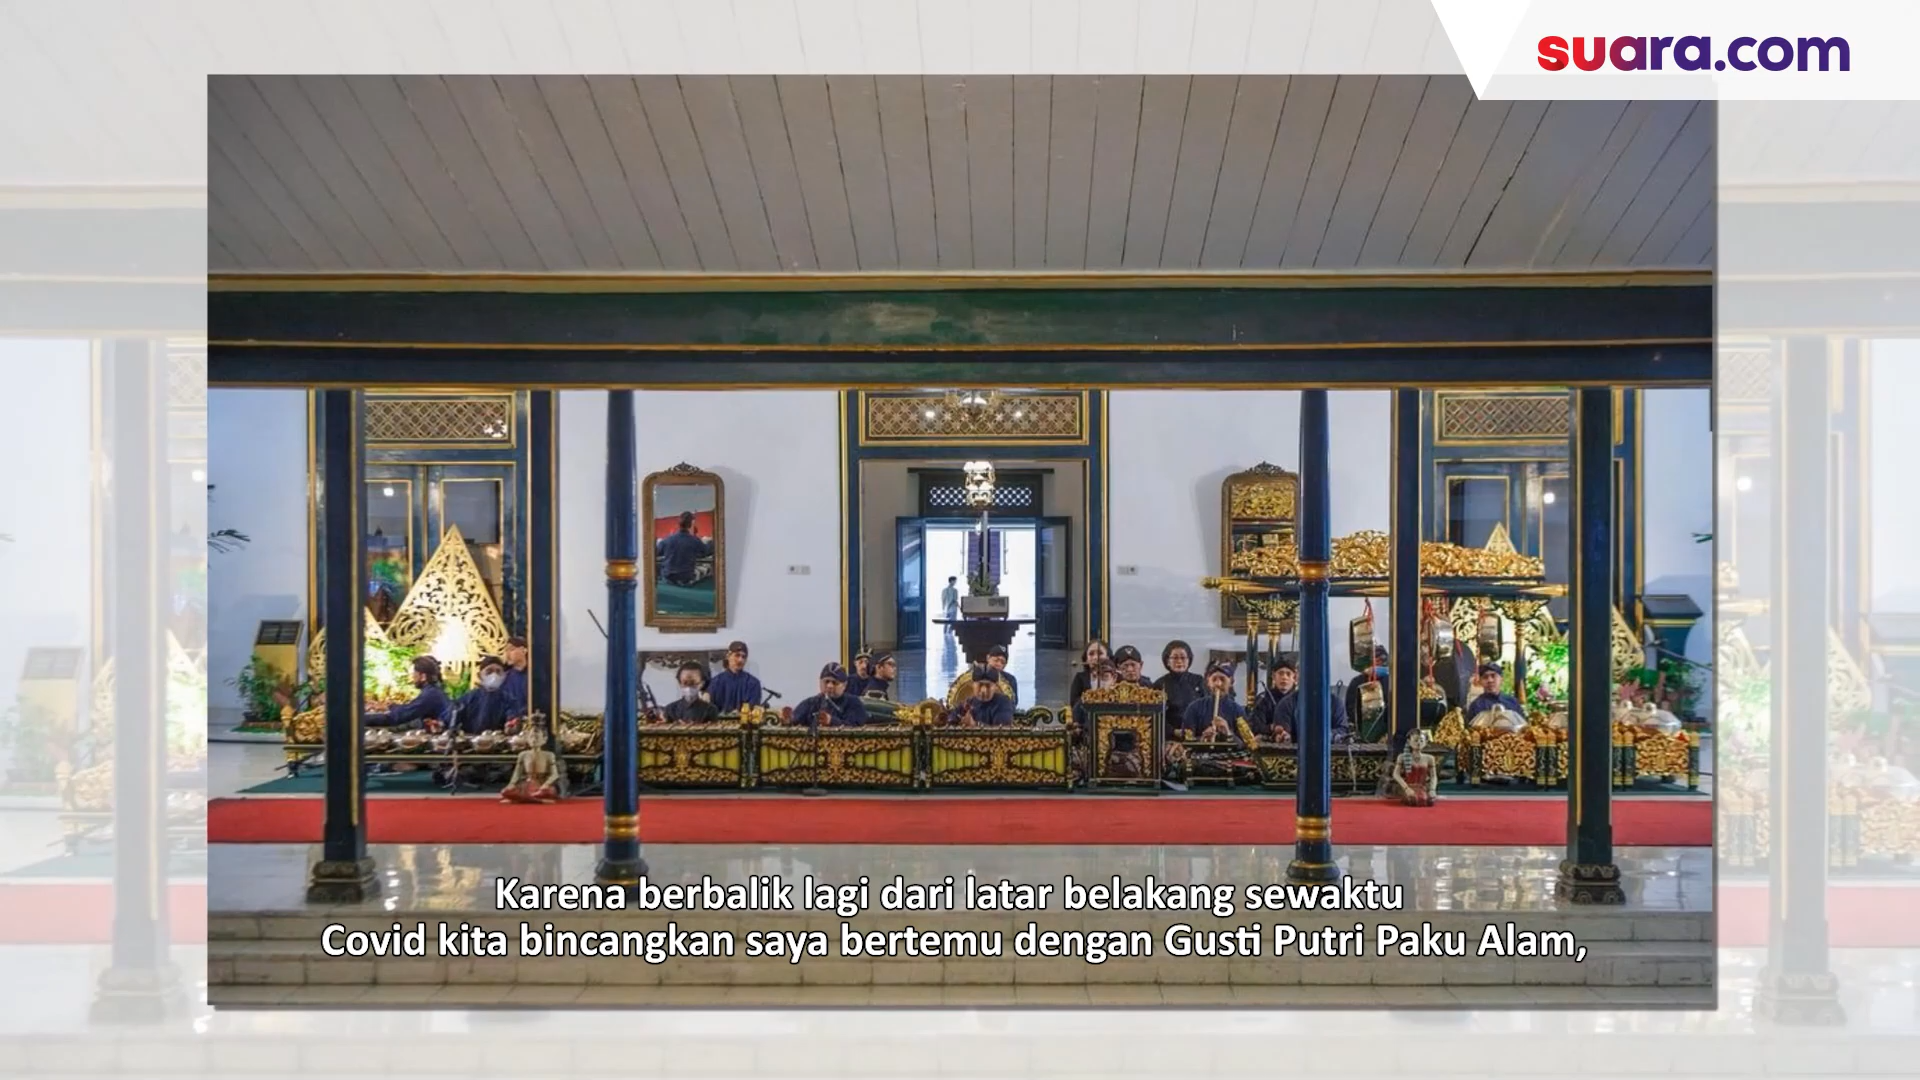 suara.com
Karena berbalik lagi dari latar belakang sewaktu
Covid kita bincangkan saya bertemu dengan Gusti Putri Paku Alam,